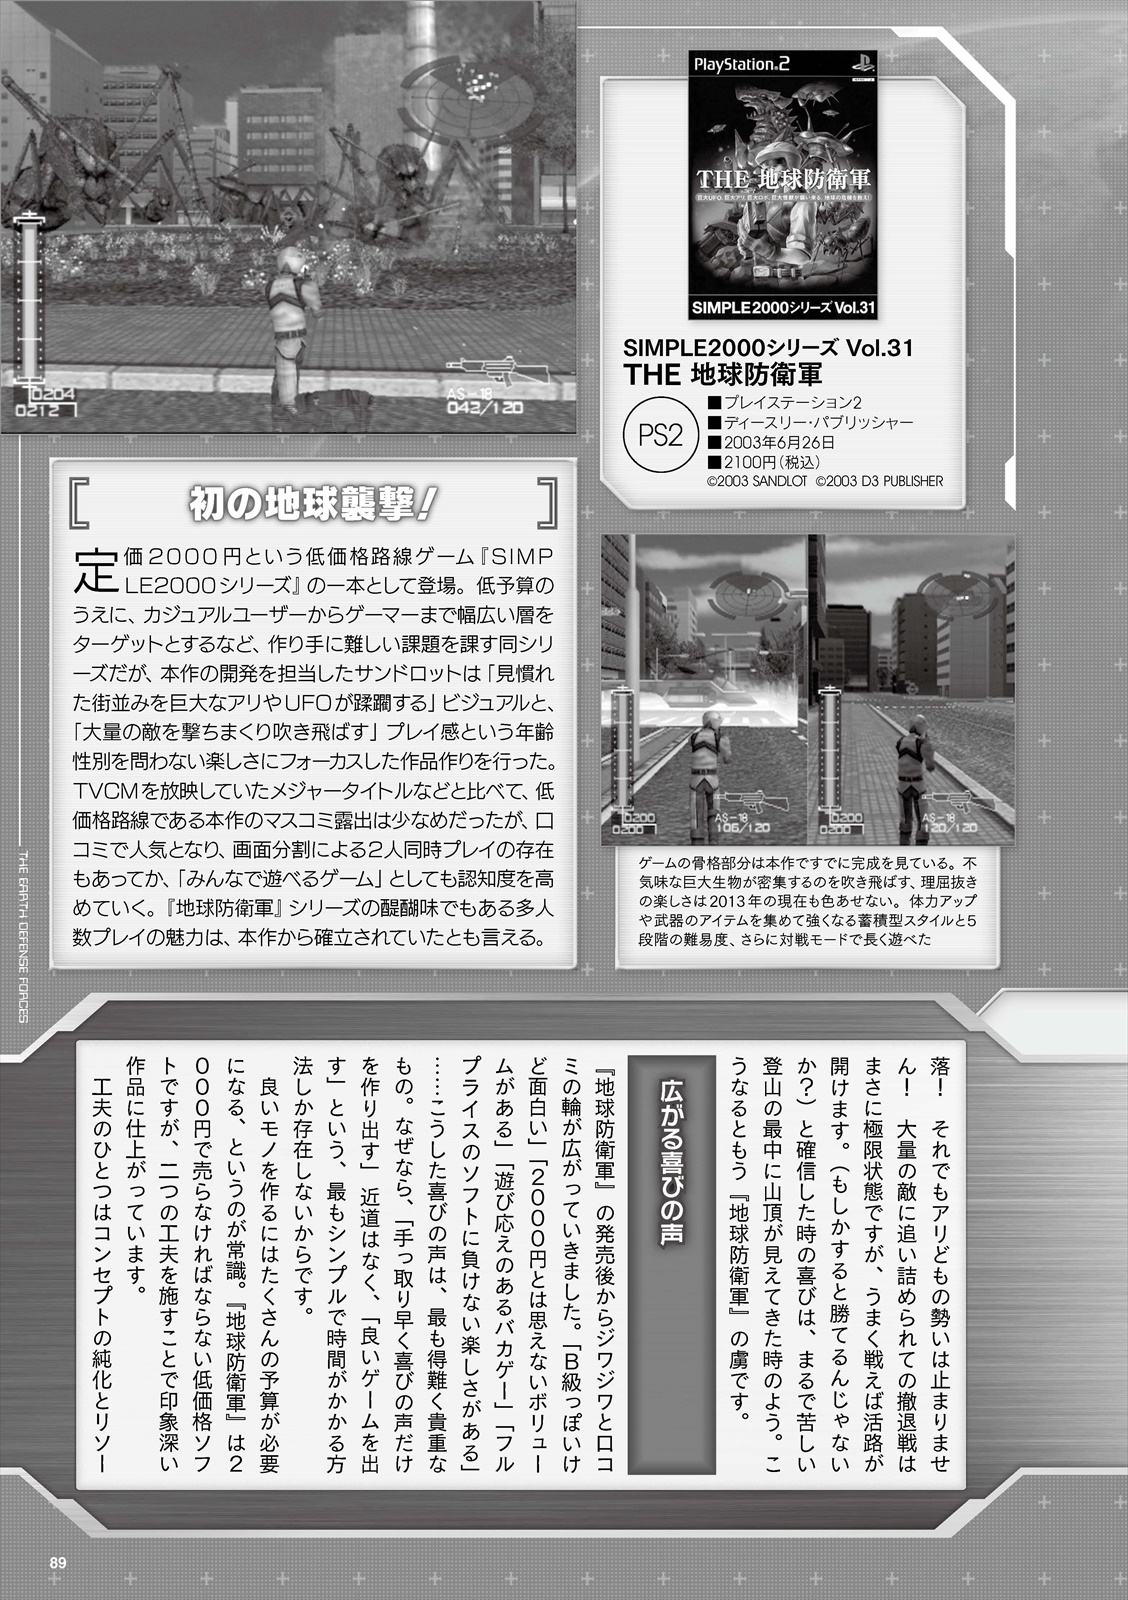 0204
0212
AS-18
042/120
PlayStation.2
THE 地球防衛軍
巨大UFO、巨大アリ、巨大ロボ、巨大怪獣が襲い来る、地球の危機を救え!
SIMPLE2000シリーズ Vol.31
SIMPLE2000シリーズ Vol.31
THE 地球防衛軍
PS2
■プレイステーション2
■ディースリー・パブリッシャー
■2003年6月26日
■2100円(税込)
©2003 SANDLOT ©2003 D3 PUBLISHER
初の地球襲撃!
定価2000円という低価格路線ゲーム『SIMP
LE2000シリーズ』の一本として登場。低予算の
うえに、カジュアルユーザーからゲーマーまで幅広い層を
ターゲットとするなど、作り手に難しい課題を課す同シリ
ーズだが、本作の開発を担当したサンドロットは「見慣れ
た街並みを巨大なアリやUFOが蹂躙する」ビジュアルと、
「大量の敵を撃ちまくり吹き飛ばす」プレイ感という年齢
性別を問わない楽しさにフォーカスした作品作りを行った。
TVCMを放映していたメジャータイトルなどと比べて、低
価格路線である本作のマスコミ露出は少なめだったが、口
コミで人気となり、画面分割による2人同時プレイの存在
もあってか、「みんなで遊べるゲーム」としても認知度を高
めていく。『地球防衛軍』シリーズの醍醐味でもある多人
数プレイの魅力は、本作から確立されていたとも言える。
0200
0200
AS-18
106/120
0200
0200
AS-18
120/120
ゲームの骨格部分は本作ですでに完成を見ている。不
気味な巨大生物が密集するのを吹き飛ばす、理屈抜き
の楽しさは2013年の現在も色あせない。体力アップ
や武器のアイテムを集めて強くなる蓄積型スタイルと5
段階の難易度、さらに対戦モードで長く遊べた
THE EARTH DEFENSE FORCES
落! それでもアリどもの勢いは止まりませ
ん! 大量の敵に追い詰められての撤退戦は
まさに極限状態ですが、うまく戦えば活路が
開けます。(もしかすると勝てるんじゃない
か?)と確信した時の喜びは、まるで苦しい
登山の最中に山頂が見えてきた時のよう。こ
うなるともう『地球防衛軍』の虜です。
広がる喜びの声
『地球防衛軍』の発売後からジワジワと口コ
ミの輪が広がっていきました。「B級っぽいけ
ど面白い」「2000円とは思えないボリュー
ムがある」「遊び応えのあるバカゲー」「フル
プライスのソフトに負けない楽しさがある」
……こうした喜びの声は、最も得難く貴重な
もの。なぜなら、「手っ取り早く喜びの声だけ
を作り出す」近道はなく、「良いゲームを出
す」という、最もシンプルで時間がかかる方
法しか存在しないからです。
良いモノを作るにはたくさんの予算が必要
になる、というのが常識。『地球防衛軍』は2
000円で売らなければならない低価格ソフ
トですが、二つの工夫を施すことで印象深い
作品に仕上がっています。
工夫のひとつはコンセプトの純化とリソー
89